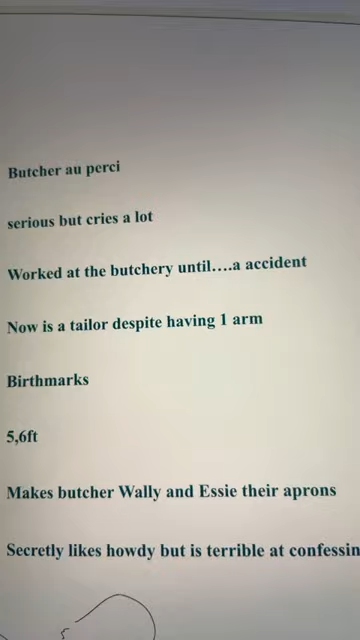 Butcher au perci
serious but cries a lot
Worked at the butchery until....a accident
Now is a tailor despite having 1 arm
Birthmarks
5,6ft
Makes butcher Wally and Essie their aprons
Secretly likes howdy but is terrible at confessin